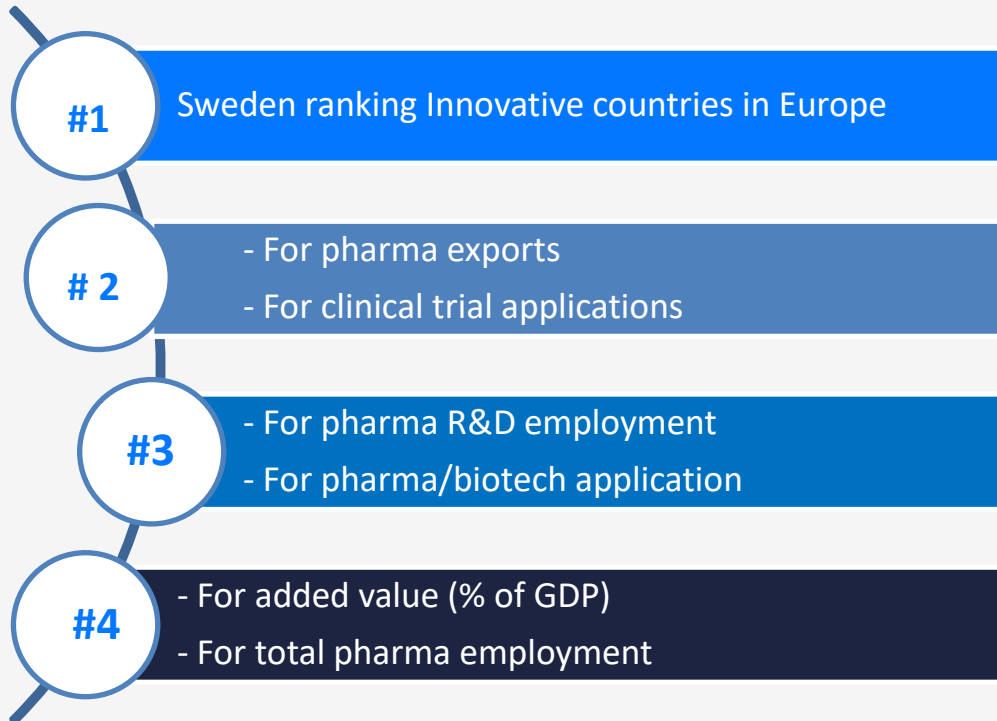 #1
Sweden ranking Innovative countries in Europe
# 2
- For pharma exports
- For clinical trial applications
#3
- For pharma R&D employment
- For pharma/biotech application
#4
- For added value (% of GDP)
- For total pharma employment